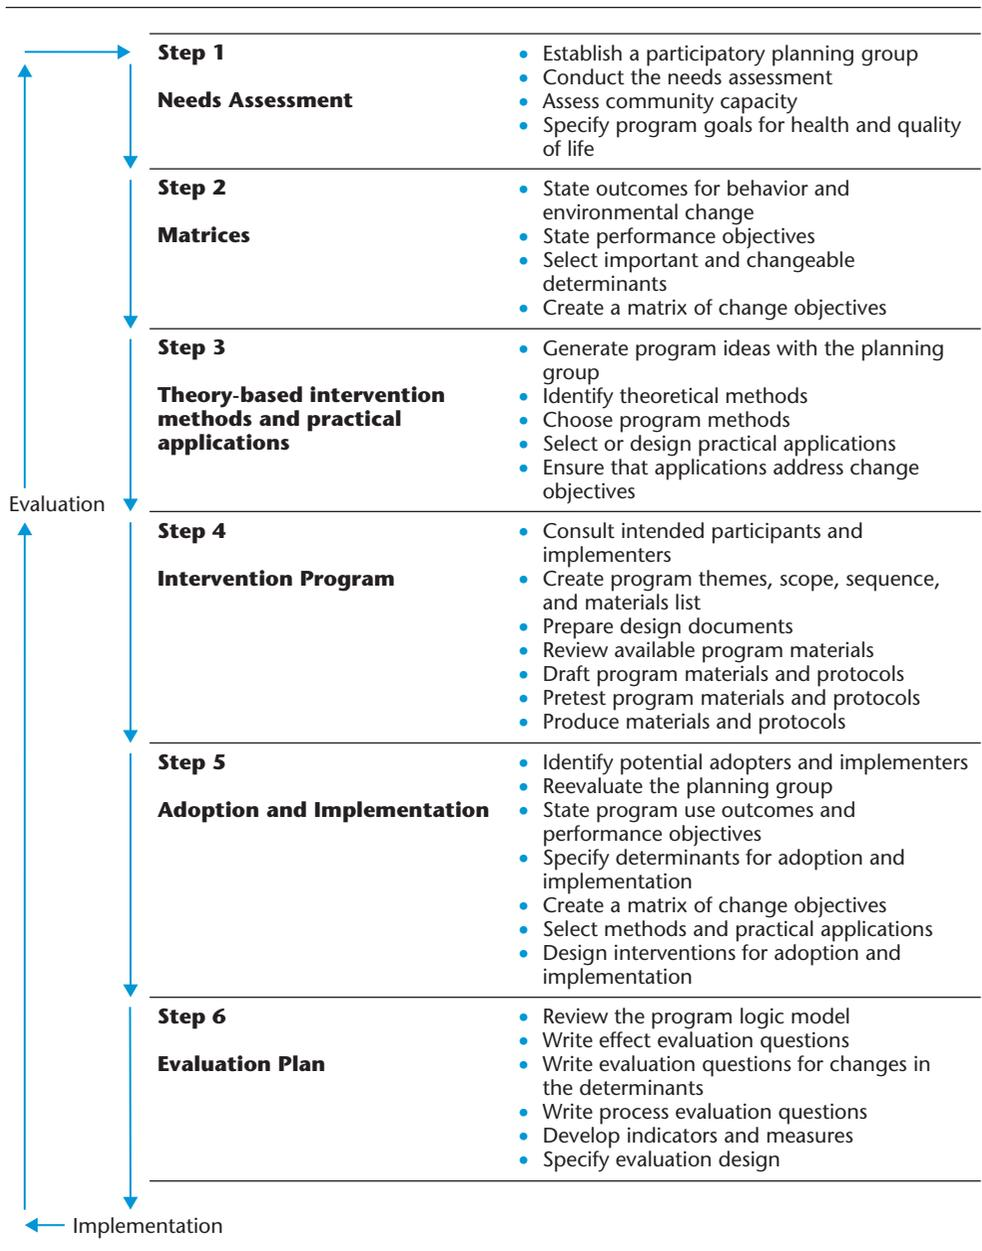 Step 1
Needs Assessment
• Establish a participatory planning group
• Conduct the needs assessment
• Assess community capacity
• Specify program goals for health and quality
of life
Step 2
Matrices
• State outcomes for behavior and
environmental change
• State performance objectives
• Select important and changeable
determinants
• Create a matrix of change objectives
Step 3
Theory-based intervention
methods and practical
applications
• Generate program ideas with the planning
group
• Identify theoretical methods
• Choose program methods
• Select or design practical applications
• Ensure that applications address change
objectives
Evaluation
Step 4
Intervention Program
• Consult intended participants and
implementers
• Create program themes, scope, sequence,
and materials list
• Prepare design documents
• Review available program materials
• Draft program materials and protocols
• Pretest program materials and protocols
• Produce materials and protocols
Step 5
Adoption and Implementation
• Identify potential adopters and implementers
• Reevaluate the planning group
• State program use outcomes and
performance objectives
• Specify determinants for adoption and
implementation
• Create a matrix of change objectives
• Select methods and practical applications
• Design interventions for adoption and
implementation
Step 6
Evaluation Plan
• Review the program logic model
• Write effect evaluation questions
• Write evaluation questions for changes in
the determinants
• Write process evaluation questions
• Develop indicators and measures
• Specify evaluation design
Implementation